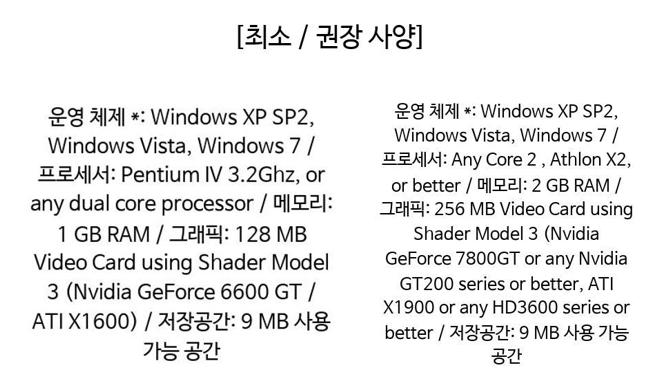 [최소 / 권장 사양]
운영 체제 *: Windows XP SP2,
Windows Vista, Windows 7 /
프로세서: Pentium IV 3.2Ghz, or
any dual core processor / 메모리:
1 GB RAM / 그래픽: 128 MB
Video Card using Shader Model
3 (Nvidia GeForce 6600 GT /
ATI X1600) / 저장공간: 9 MB 사용
가능 공간
운영 체제 *: Windows XP SP2,
Windows Vista, Windows 7 /
프로세서: Any Core 2 , Athlon X2,
or better / 메모리: 2 GB RAM /
그래픽: 256 MB Video Card using
Shader Model 3 (Nvidia
GeForce 7800GT or any Nvidia
GT200 series or better, ATI
X1900 or any HD3600 series or
better / 저장공간: 9 MB 사용 가능
공간